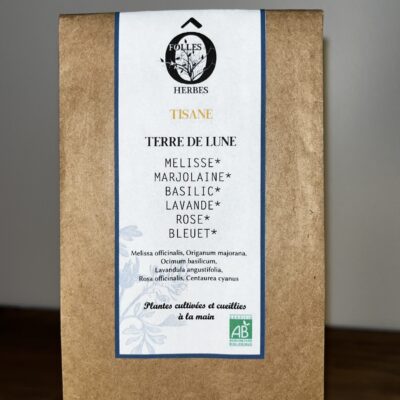 Ô
FOLLES
HERBES
TISANE
TERRE DE LUNE
MELISSE*
MARJOLAINE*
BASILIC*
LAVANDE*
ROSE*
BLEUET*
Melissa officinalis, Origanum majorana,
Ocimum basilicum,
Lavandula angustifolia,
Rosa officinalis, Centaurea cyanus
Plantes cultivées et cueillies
à la main
AB